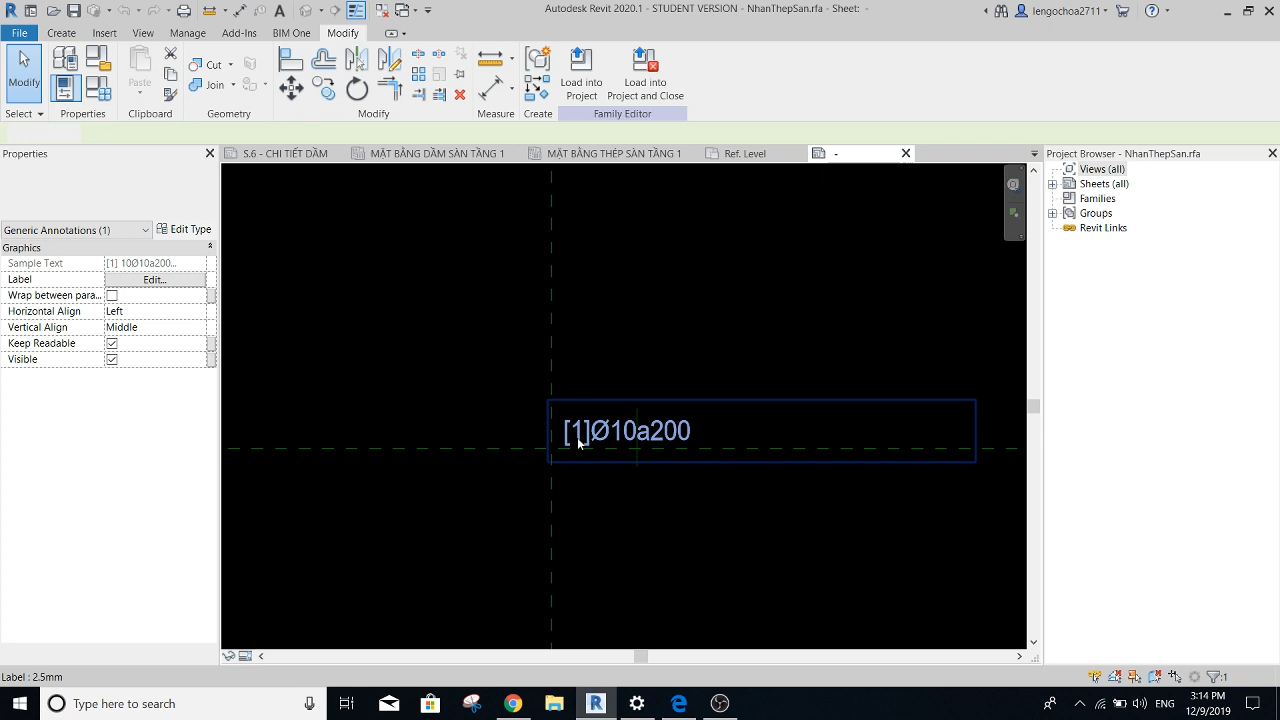 Autodesk Revit 2020.1 - STUDENT VERSION - NhanThepSan.rfa - Sheet: -
lengochoa2711
File Create Insert View Manage Add-Ins BIM One Modify
Modify
Paste
Cut
Join
Load into Project
Load into Project and Close
Select Properties Clipboard Geometry Modify Measure Create Family Editor
Properties
S.6 - CHI TIẾT DẦM
MẶT BẰNG DẦM SÀN TẦNG 1
MẶT BẰNG THÉP SÀN TẦNG 1
Ref. Level
-
Project Browser - NhanThepSan.rfa
Views (all)
Sheets (all)
Families
Groups
Revit Links
Generic Annotations (1)
Edit Type
Graphics
Sample Text [1] 10Ø10a200...
Label Edit...
Wrap between para...
Horizontal Align Left
Vertical Align Middle
Keep Readable
Visible
[1]Ø10a200
Label : 2.5mm
:1
Type here to search
ENG
3:14 PM
12/9/2019